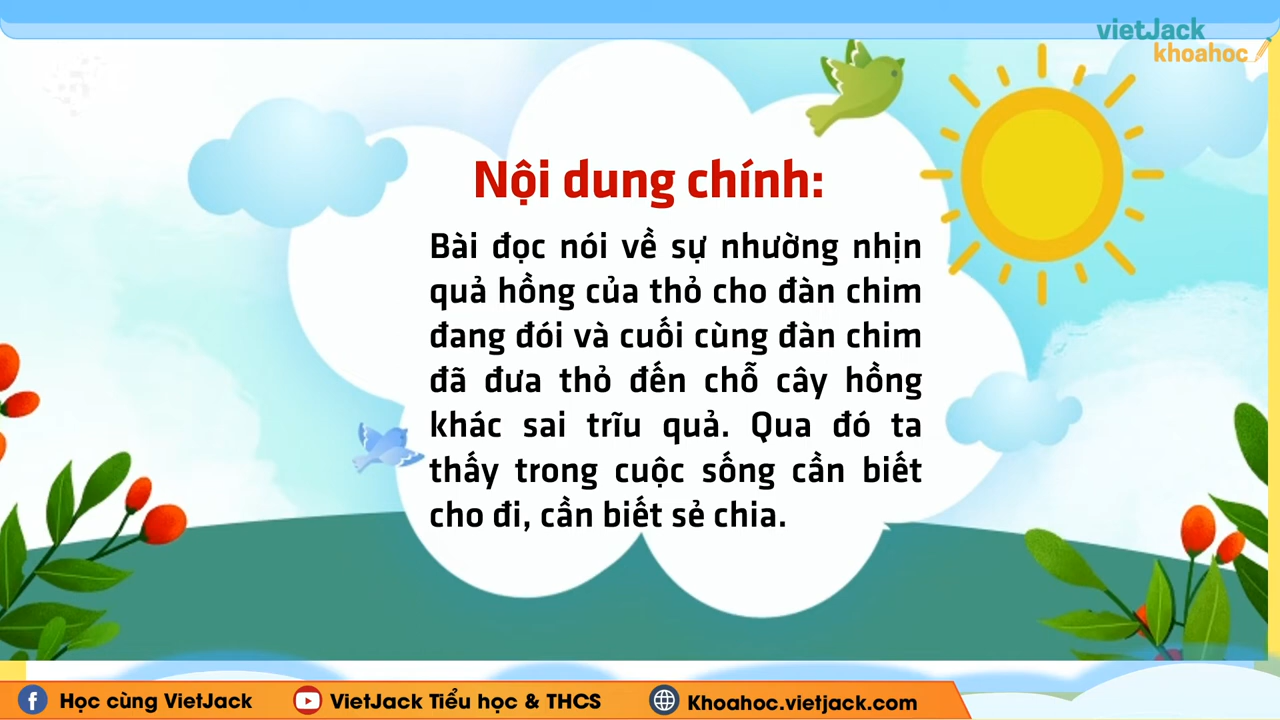 vietJack
khoahoc
Nội dung chính:
Bài đọc nói về sự nhường nhịn
quả hồng của thỏ cho đàn chim
đang đói và cuối cùng đàn chim
đã đưa thỏ đến chỗ cây hồng
khác sai trĩu quả. Qua đó ta
thấy trong cuộc sống cần biết
cho đi, cần biết sẻ chia.
Học cùng VietJack
VietJack Tiểu học & THCS
Khoahoc.vietjack.com